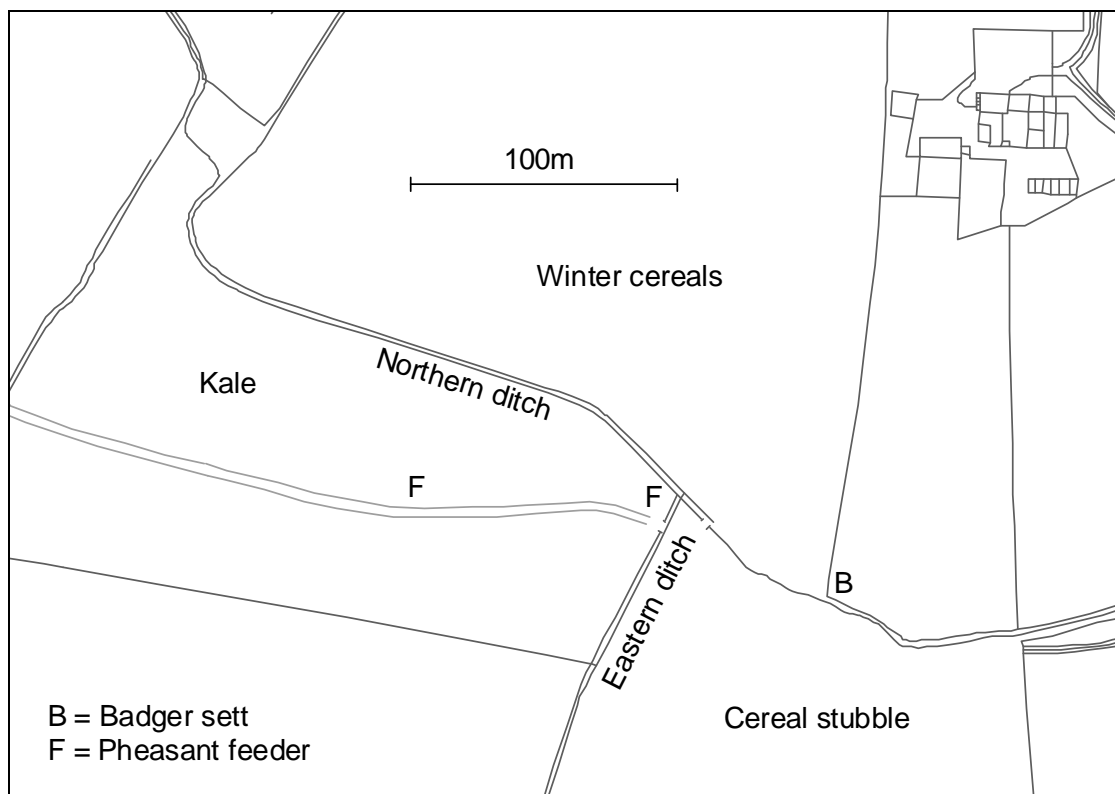 100m
Winter cereals
Northern ditch
Kale
F
F
Eastern ditch
B
B = Badger sett
F = Pheasant feeder
Cereal stubble